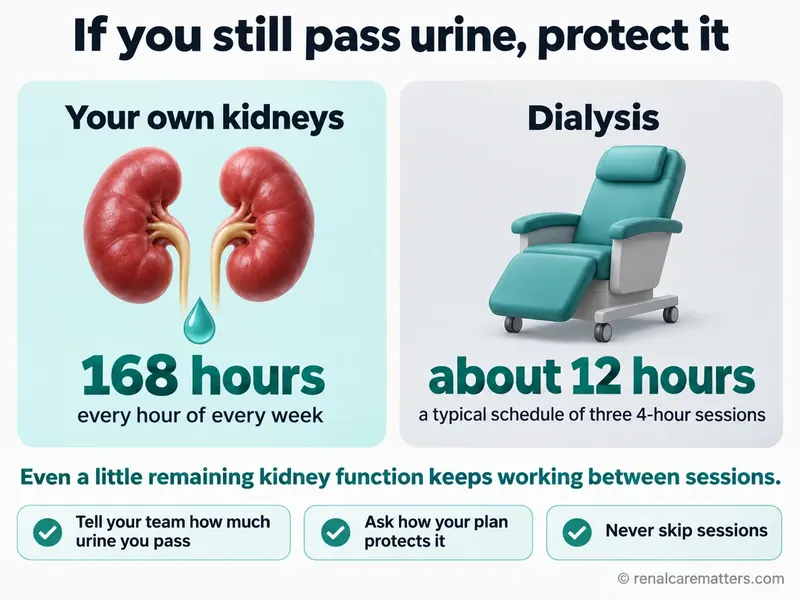 If you still pass urine, protect it
Your own kidneys
168 hours
every hour of every week
Dialysis
about 12 hours
a typical schedule of three 4-hour sessions
Even a little remaining kidney function keeps working between sessions.
Tell your team how much
urine you pass
Ask how your plan
protects it
Never skip sessions
© renalcarematters.com